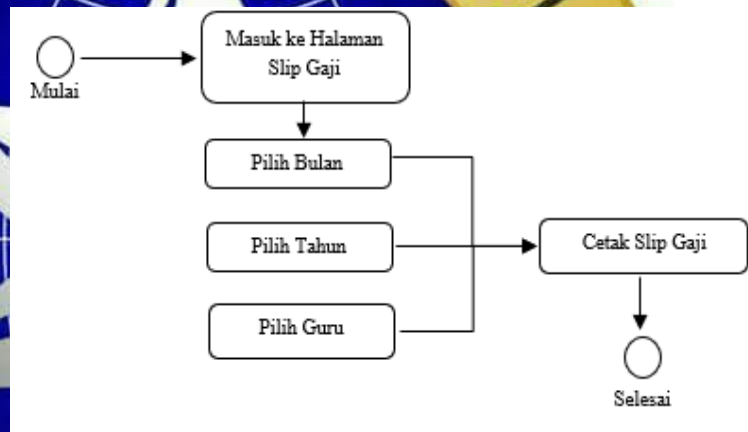 Masuk ke Halaman
Slip Gaji
Mulai
Pilih Bulan
Pilih Tahun
Cetak Slip Gaji
Pilih Guru
Selesai